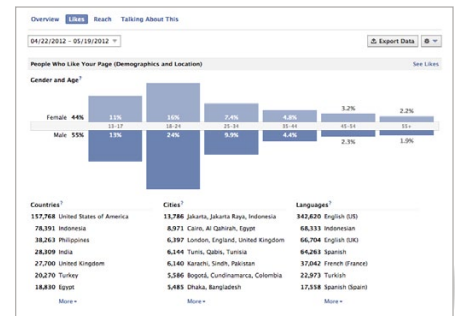 Overview Likes Reach Talking About This
04/22/2012 - 05/19/2012
Export Data
People Who Like Your Page (Demographics and Location) See Likes
Gender and Age?
Female 44% 11% 16% 7.4% 4.8% 3.2% 2.2%
13-17 18-24 25-34 35-44 45-54 55+
Male 55% 13% 24% 9.9% 4.4% 2.3% 1.9%
Countries? Cities? Languages?
157,768 United States of America 13,786 Jakarta, Jakarta Raya, Indonesia 342,620 English (US)
78,391 Indonesia 8,971 Cairo, Al Qahirah, Egypt 68,333 Indonesian
38,263 Philippines 6,397 London, England, United Kingdom 66,704 English (UK)
28,309 India 6,144 Tunis, Qabis, Tunisia 64,263 Spanish
27,700 United Kingdom 6,140 Karachi, Sindh, Pakistan 37,042 French (France)
20,270 Turkey 5,586 Bogotá, Cundinamarca, Colombia 22,973 Turkish
18,830 Egypt 5,485 Dhaka, Bangladesh 17,558 Spanish (Spain)
More More More